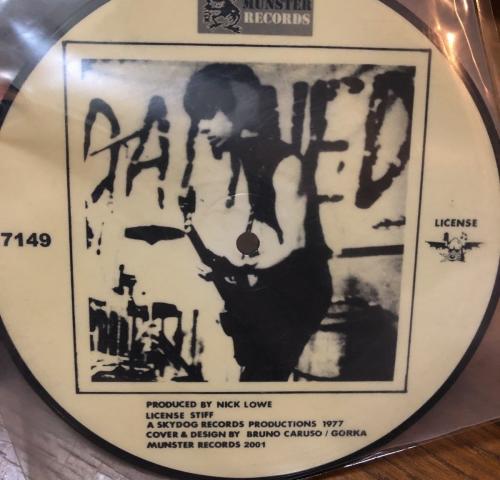 MUNSTER
RECORDS
DAMNED
7149
LICENSE
PRODUCED BY NICK LOWE
LICENSE STIFF
A SKYDOG RECORDS PRODUCTIONS 1977
COVER & DESIGN BY BRUNO CARUSO / GORKA
MUNSTER RECORDS 2001